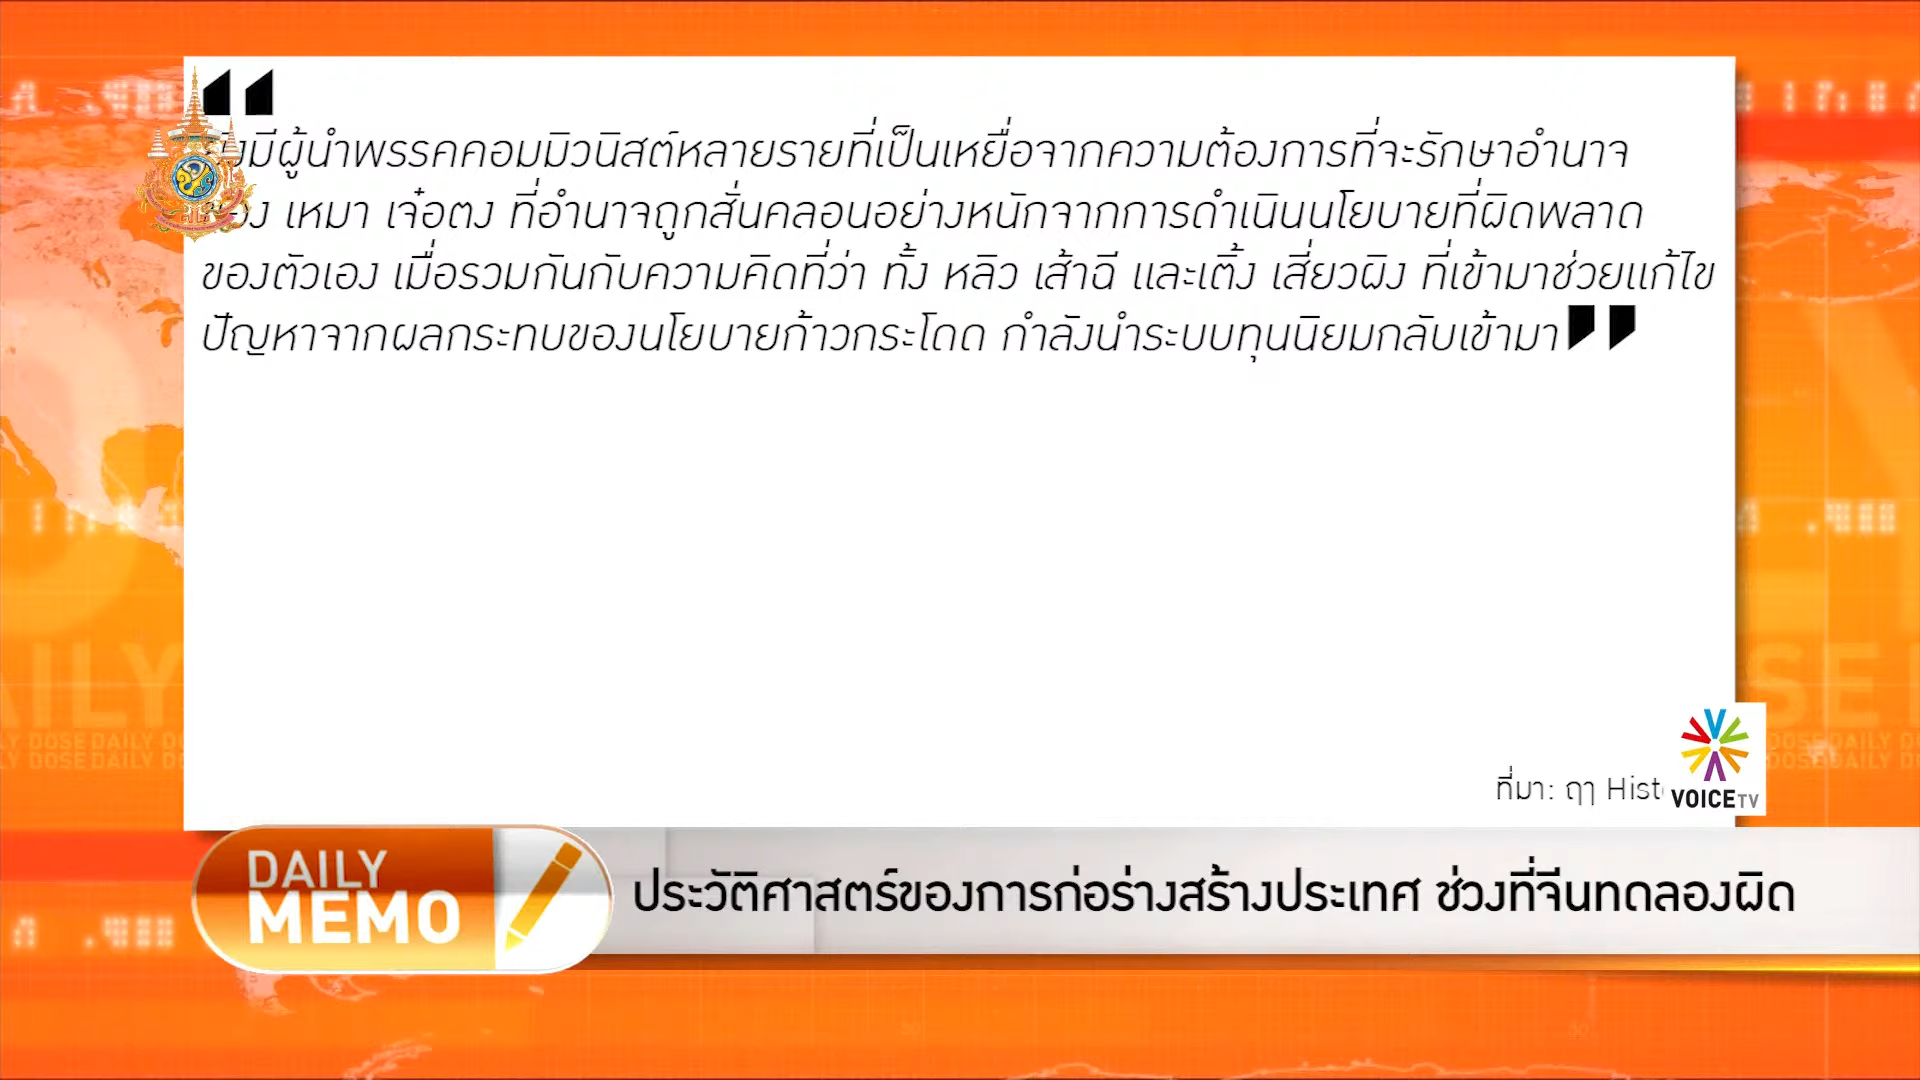 มีผู้นำพรรคคอมมิวนิสต์หลายรายที่เป็นเหยื่อจากความต้องการที่จะรักษาอำนาจ
เหมา เจ๋อตง ที่อำนาจถูกสั่นคลอนอย่างหนักจากการดำเนินนโยบายที่ผิดพลาด
ของตัวเอง เมื่อรวมกันกับความคิดที่ว่า ทั้ง หลิว เส้าฉี และเติ้ง เสี่ยวผิง ที่เข้ามาช่วยแก้ไข
ปัญหาจากผลกระทบของนโยบายก้าวกระโดด กำลังนำระบบทุนนิยมกลับเข้ามา"
ที่มา: ฤๅ
VOICE TV
DAILY
MEMO
ประวัติศาสตร์ของการก่อร่างสร้างประเทศ ช่วงที่จีนทดลองผิด